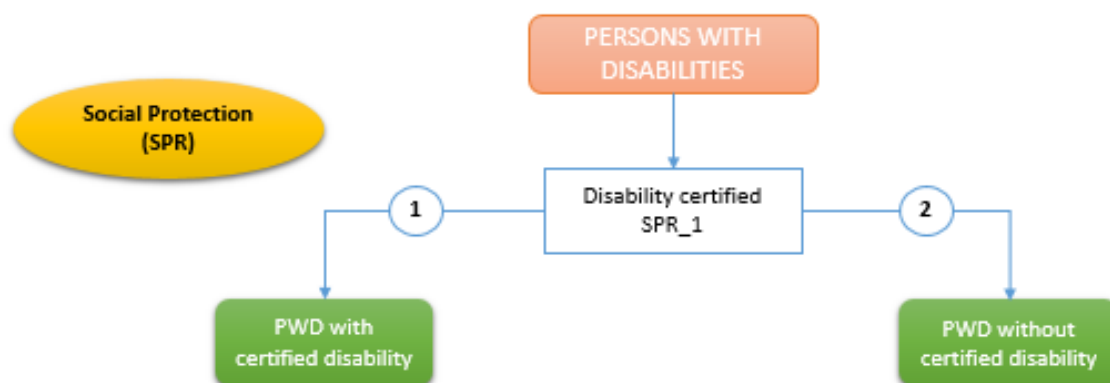 PERSONS WITH
DISABILITIES
Social Protection
(SPR)
Disability certified
SPR_1
1
2
PWD with
certified disability
PWD without
certified disability